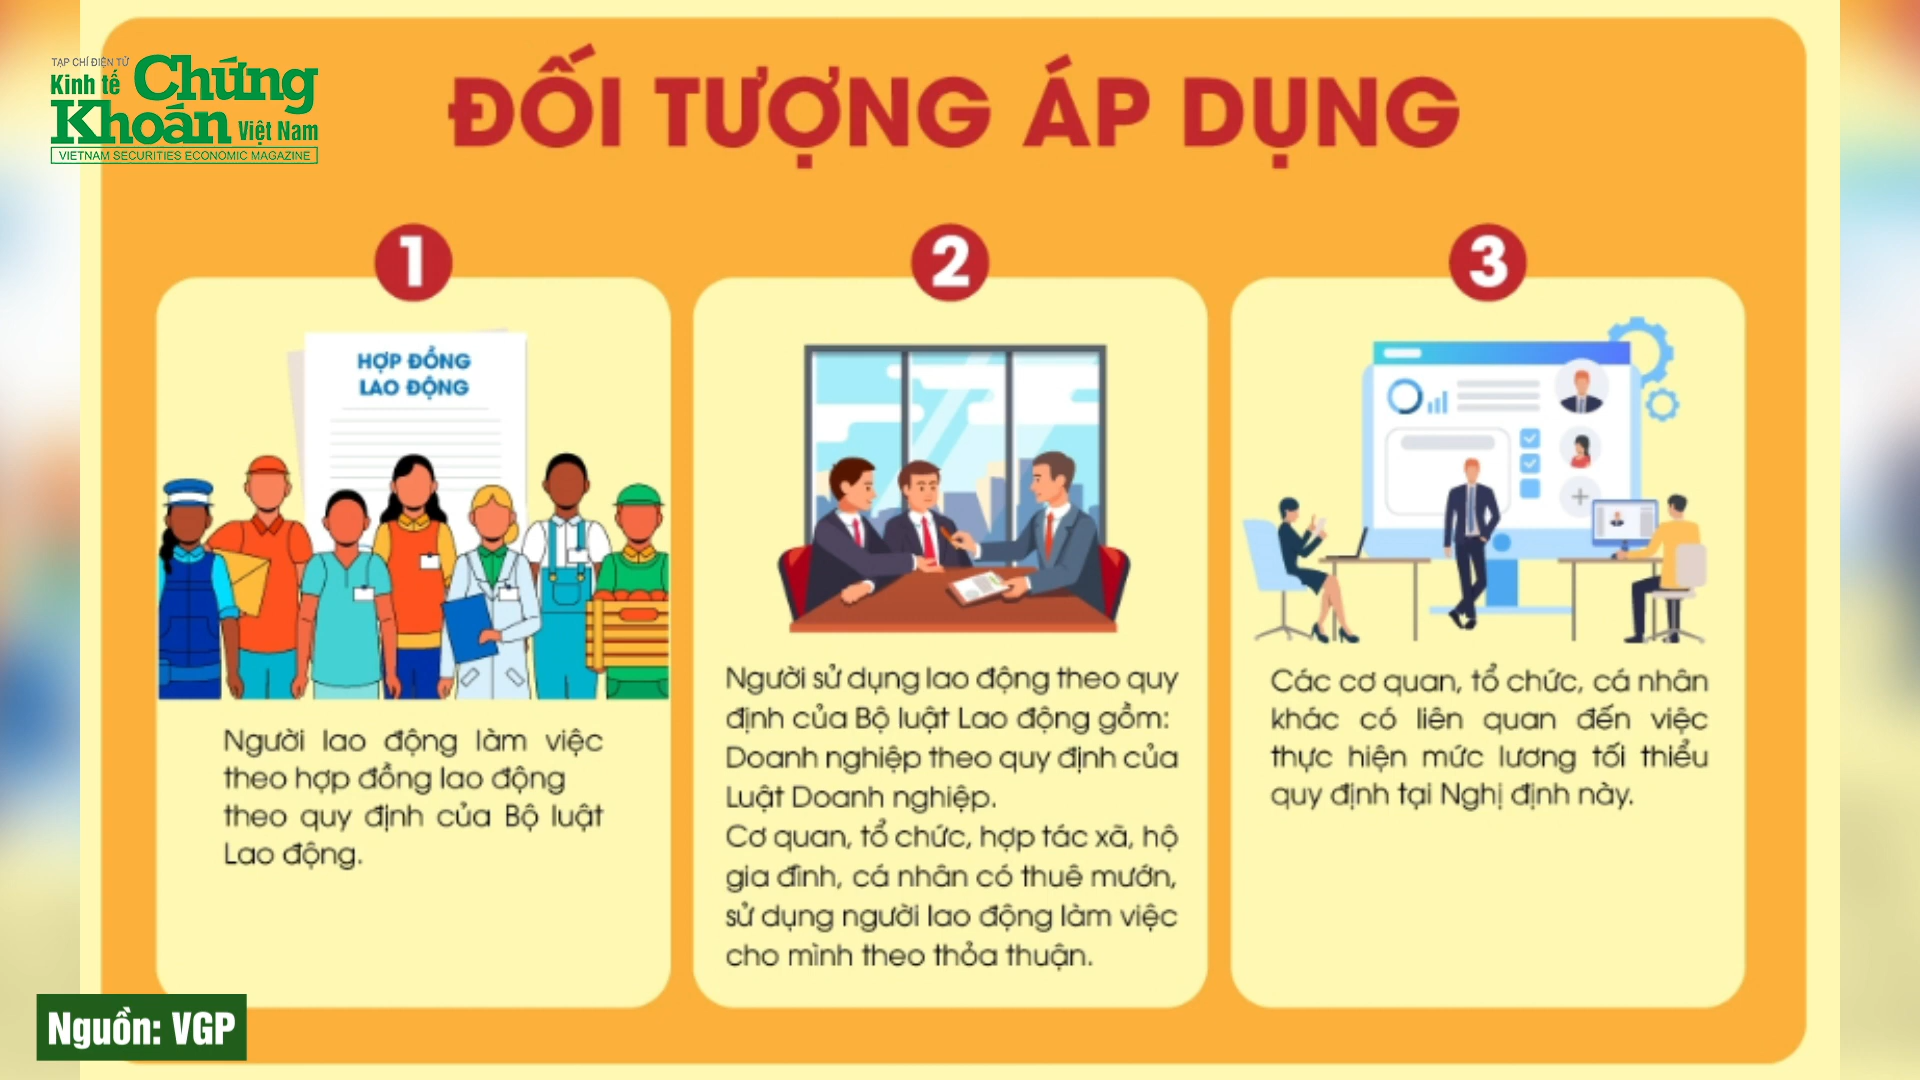 TẠP CHÍ ĐIỆN TỬ
Kinh tế Chứng
Khoán Việt Nam
VIETNAM SECURITIES ECONOMIC MAGAZINE
ĐỐI TƯỢNG ÁP DỤNG
1
HỢP ĐỒNG
LAO ĐỘNG
Người lao động làm việc
theo hợp đồng lao động
theo quy định của Bộ luật
Lao động.
2
Người sử dụng lao động theo quy
định của Bộ luật Lao động gồm:
Doanh nghiệp theo quy định của
Luật Doanh nghiệp.
Cơ quan, tổ chức, hợp tác xã, hộ
gia đình, cá nhân có thuê mướn,
sử dụng người lao động làm việc
cho mình theo thỏa thuận.
3
Các cơ quan, tổ chức, cá nhân
khác có liên quan đến việc
thực hiện mức lương tối thiểu
quy định tại Nghị định này.
Nguồn: VGP